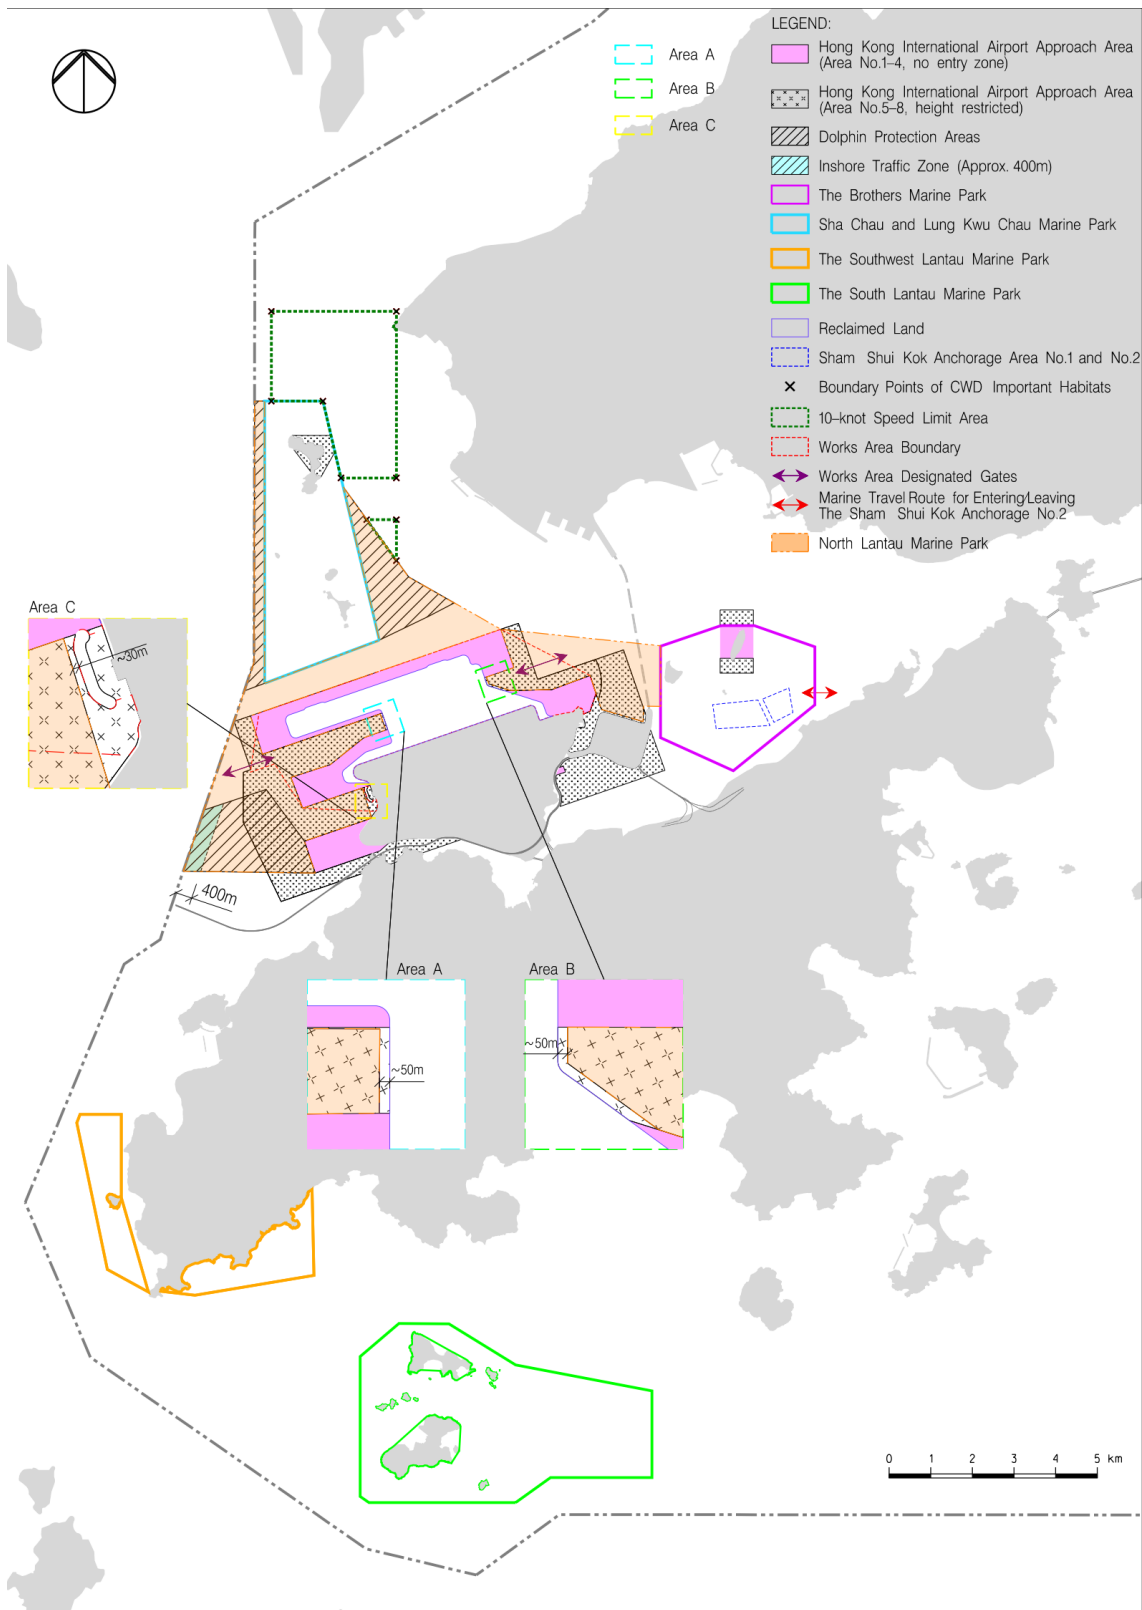 LEGEND:
Area A
Area B
Area C
Hong Kong International Airport Approach Area
(Area No.1–4, no entry zone)
Hong Kong International Airport Approach Area
(Area No.5–8, height restricted)
Dolphin Protection Areas
Inshore Traffic Zone (Approx. 400m)
The Brothers Marine Park
Sha Chau and Lung Kwu Chau Marine Park
The Southwest Lantau Marine Park
The South Lantau Marine Park
Reclaimed Land
Sham Shui Kok Anchorage Area No.1 and No.2
Boundary Points of CWD Important Habitats
10–knot Speed Limit Area
Works Area Boundary
Works Area Designated Gates
Marine Travel Route for Entering/Leaving
The Sham Shui Kok Anchorage No.2
North Lantau Marine Park
Area C
~30m
400m
Area A
~50m
Area B
~50m
0 1 2 3 4 5 km